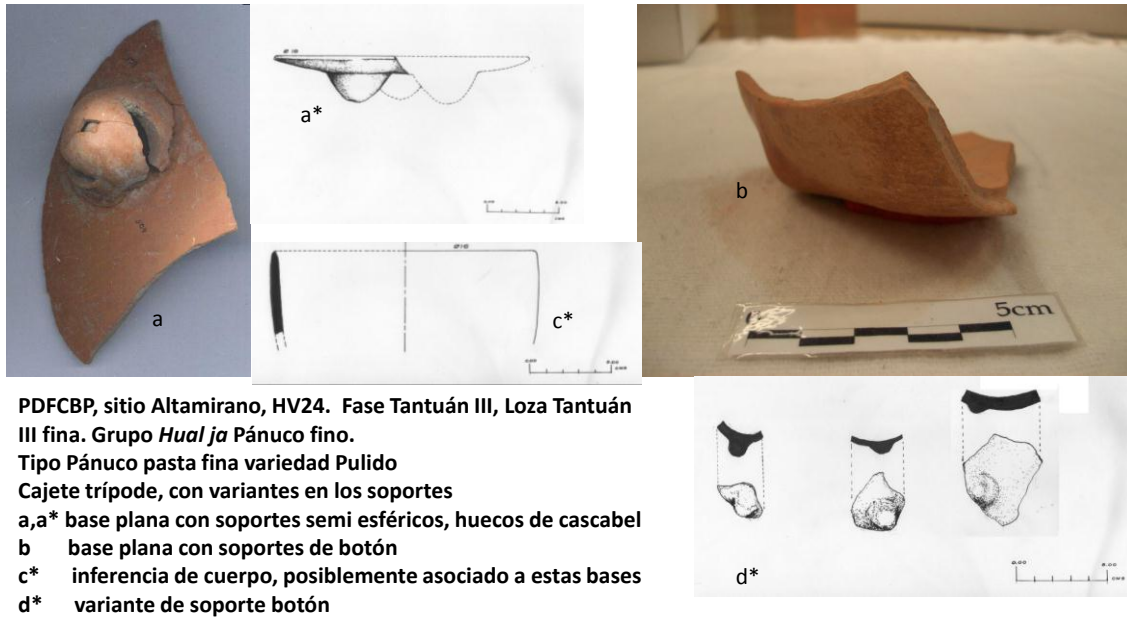 Ø 18
a*
a
b
5cm
Ø16
c*
PDFCBP, sitio Altamirano, HV24. Fase Tantuán III, Loza Tantuán
III fina. Grupo Hual ja Pánuco fino.
Tipo Pánuco pasta fina variedad Pulido
Cajete trípode, con variantes en los soportes
a,a* base plana con soportes semi esféricos, huecos de cascabel
b base plana con soportes de botón
c* inferencia de cuerpo, posiblemente asociado a estas bases
d* variante de soporte botón
d*